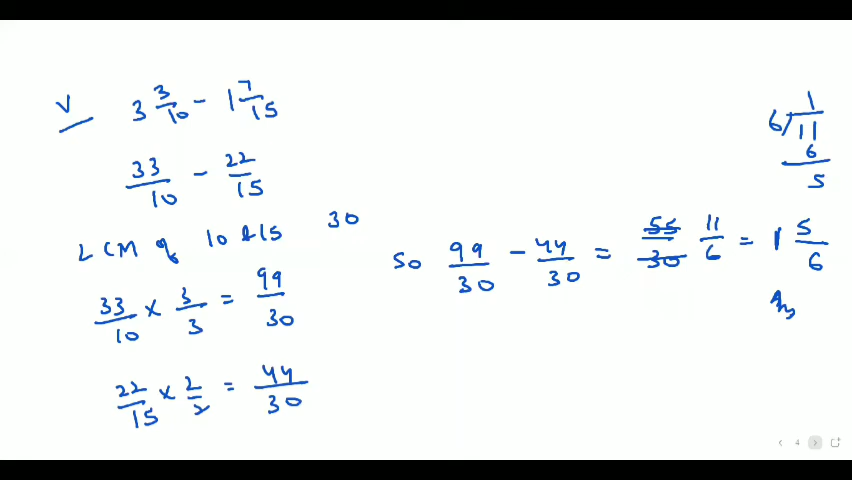 V 3 3/10 - 1 7/15
33/10 - 22/15
LCM of 10 & 15 30
33/10 x 3/3 = 99/30
22/15 x 2/2 = 44/30
So 99/30 - 44/30 = 55/30 11/6 = 1 5/6
Ans
1
6/11
6
5
4